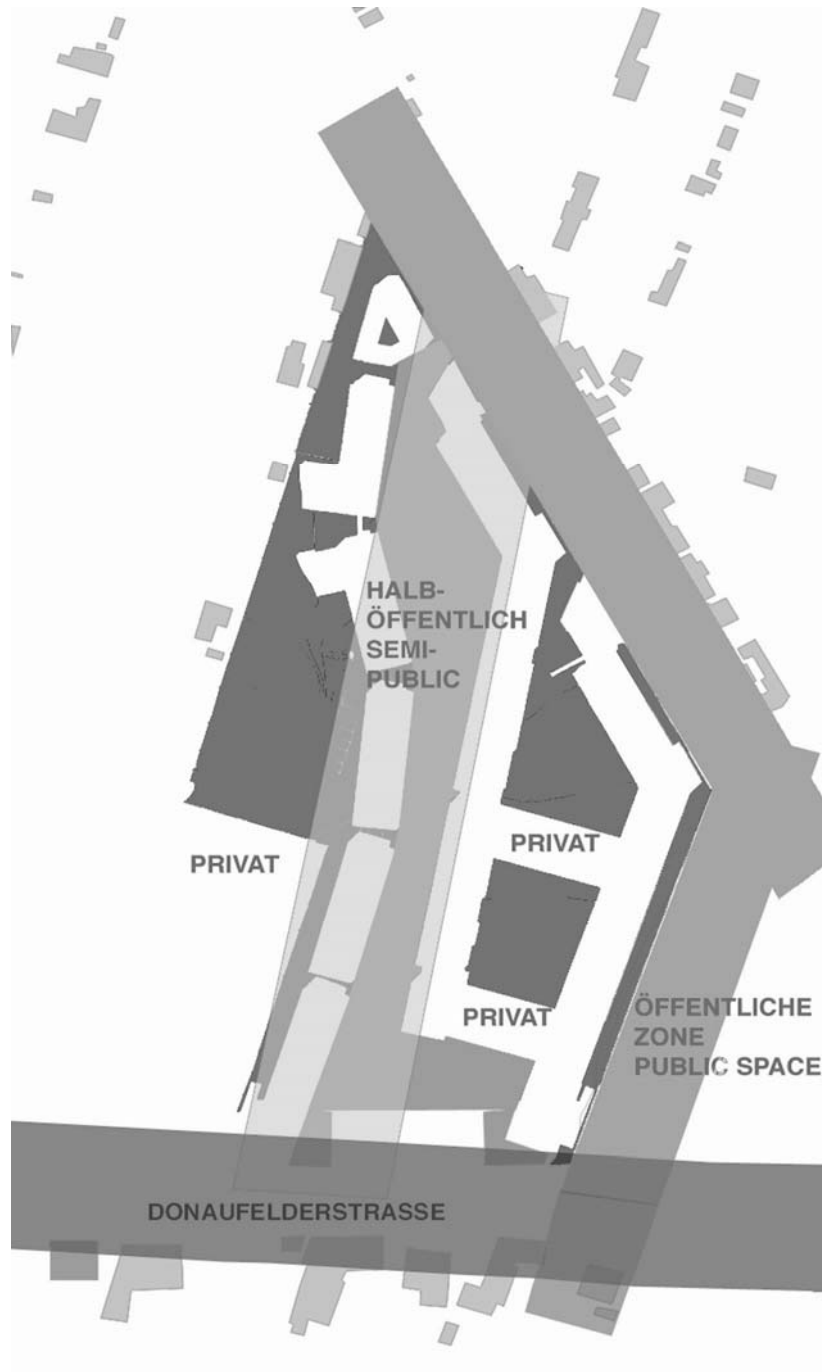 HALB-
ÖFFENTLICH
SEMI-
PUBLIC
PRIVAT
PRIVAT
PRIVAT
ÖFFENTLICHE
ZONE
PUBLIC SPACE
DONAUFELDERSTRASSE